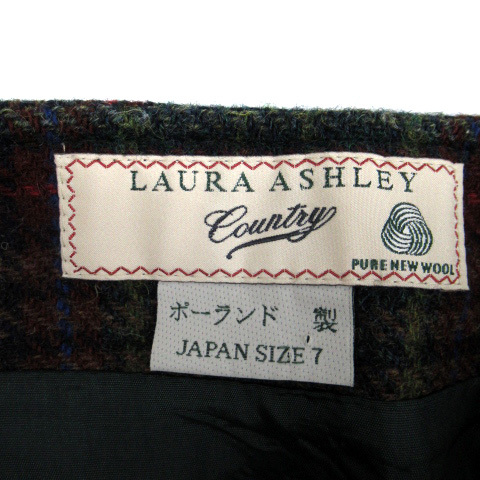 LAURA ASHLEY
Country
PURE NEW WOOL
ポーランド 製
JAPAN SIZE 7